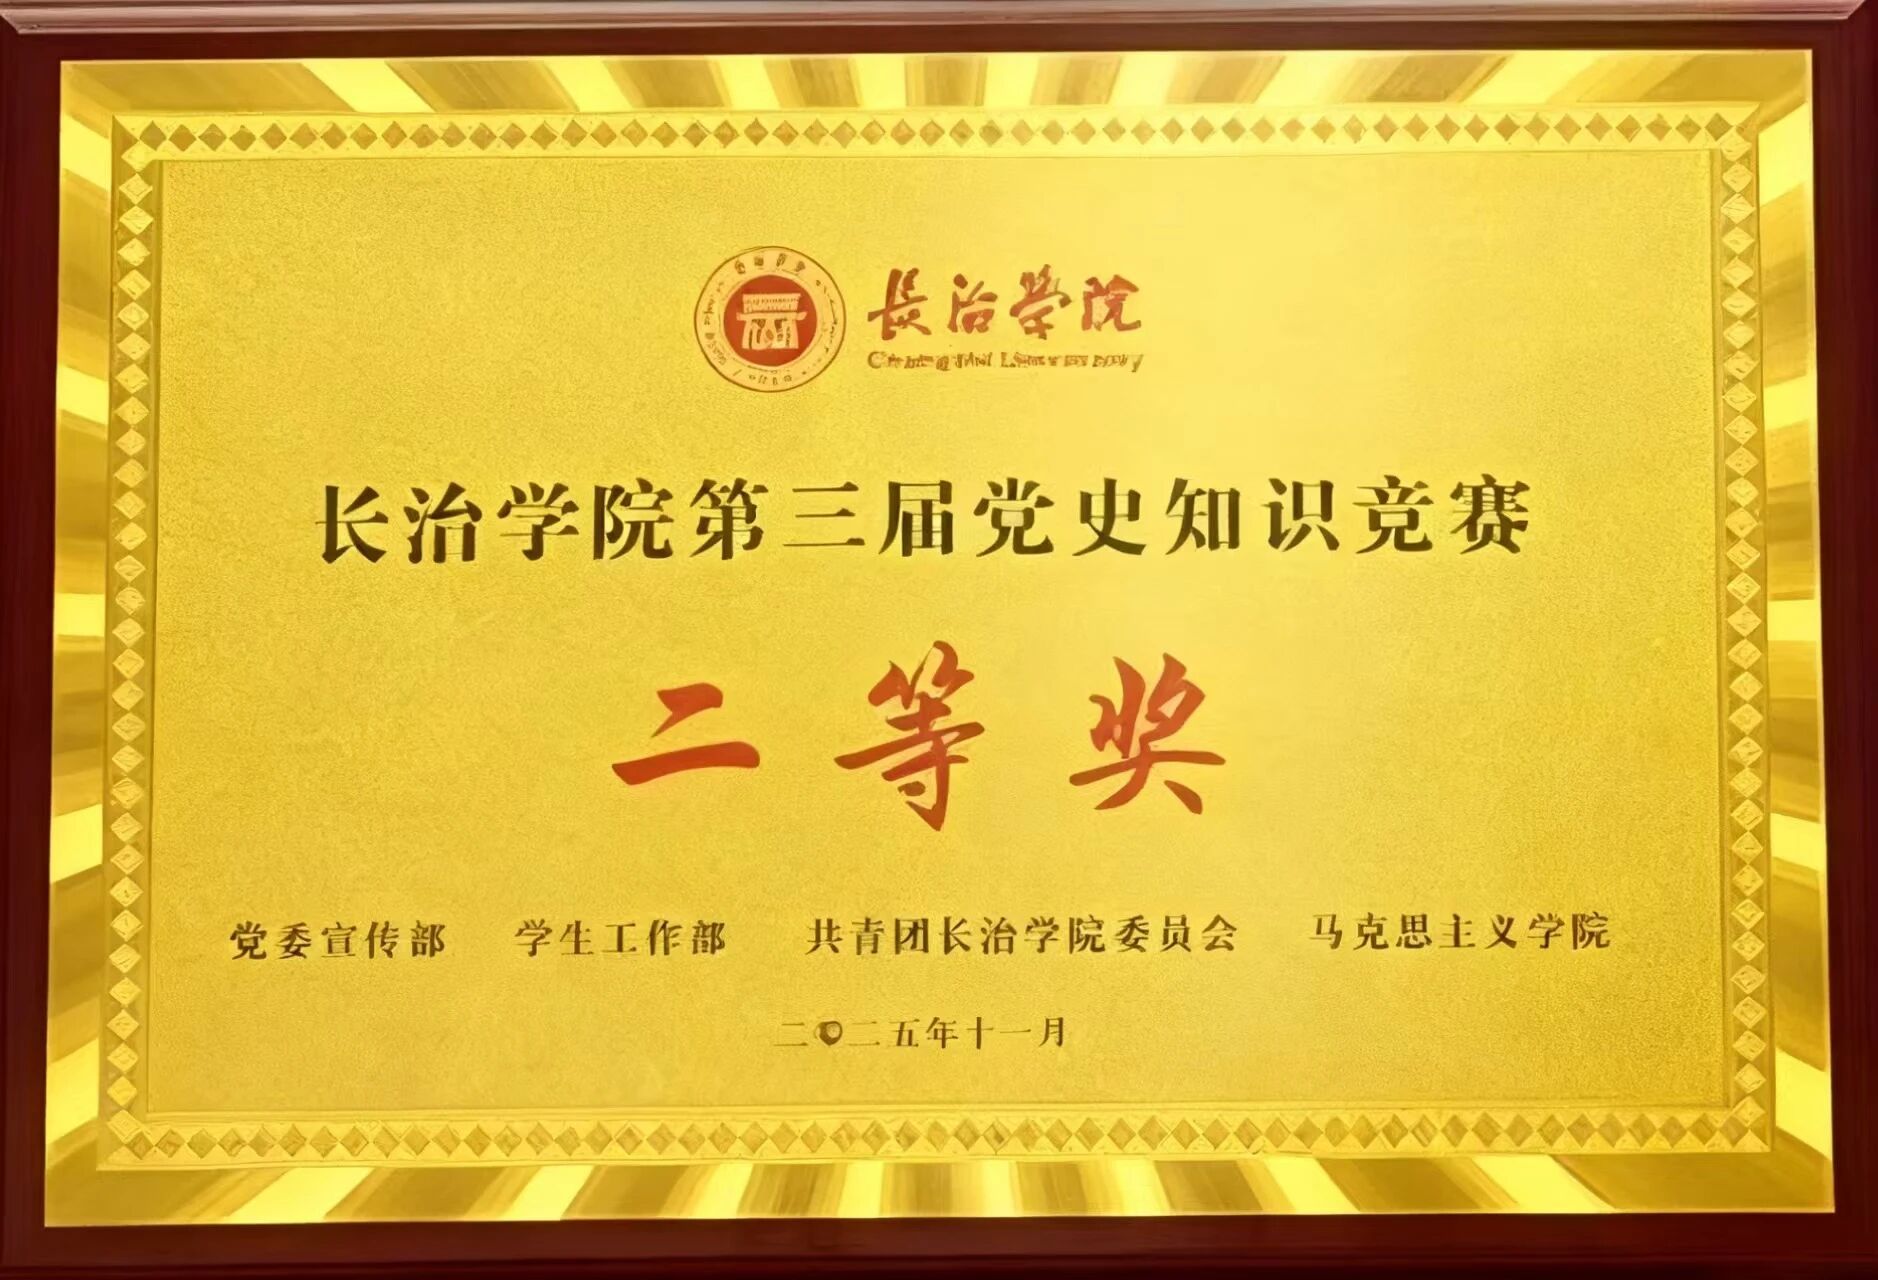 长治学院
长治学院第三届党史知识竞赛
二等奖
党委宣传部 学生工作部 共青团长治学院委员会 马克思主义学院
二〇二五年十一月